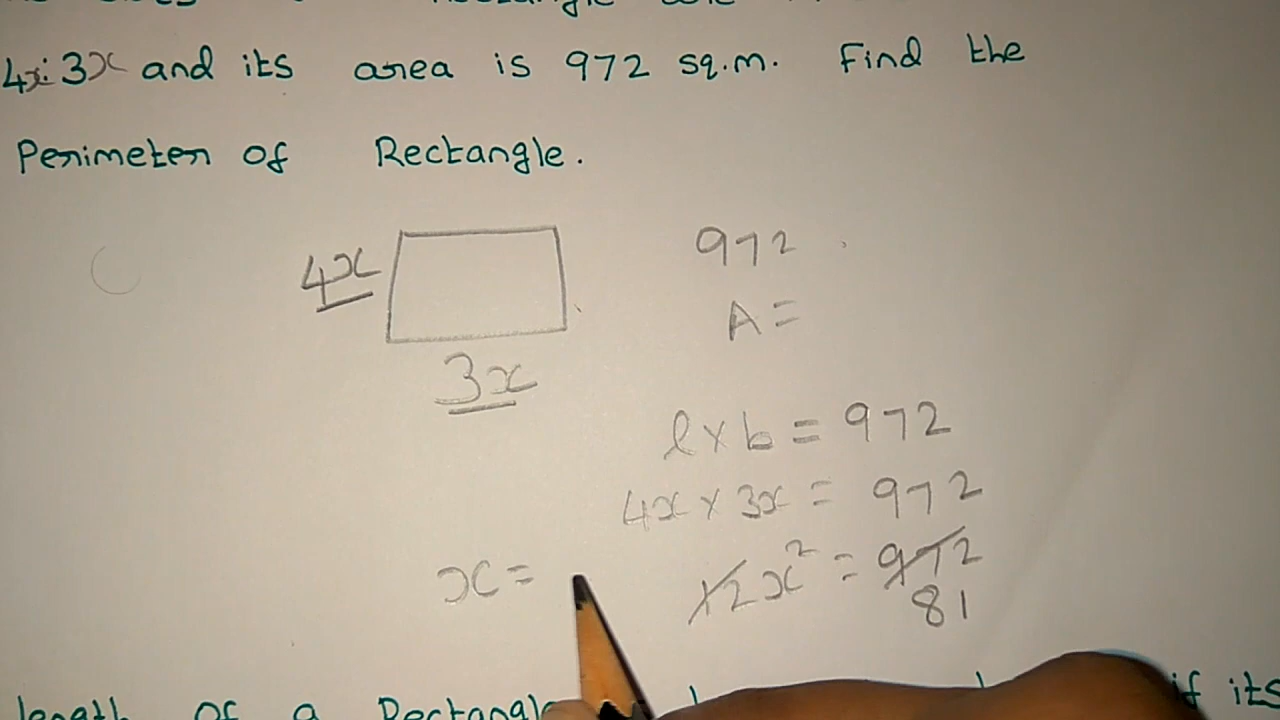 Rectangle
4x:3x and its area is 972 sq.m. Find the
Perimeter of Rectangle.
4x
3x
972
A=
l×b=972
4x×3x=972
12x²=972
81
x=
length of a Rectangle if its